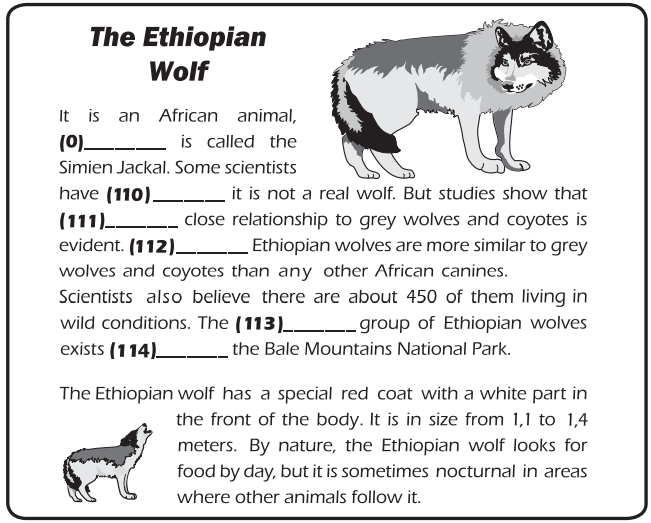 The Ethiopian
Wolf
It is an African animal,
(0)________ is called the
Simien Jackal. Some scientists
have (110)________ it is not a real wolf. But studies show that
(111)________ close relationship to grey wolves and coyotes is
evident. (112)________ Ethiopian wolves are more similar to grey
wolves and coyotes than any other African canines.
Scientists also believe there are about 450 of them living in
wild conditions. The (113)________ group of Ethiopian wolves
exists (114)________ the Bale Mountains National Park.
The Ethiopian wolf has a special red coat with a white part in
the front of the body. It is in size from 1,1 to 1,4
meters. By nature, the Ethiopian wolf looks for
food by day, but it is sometimes nocturnal in areas
where other animals follow it.